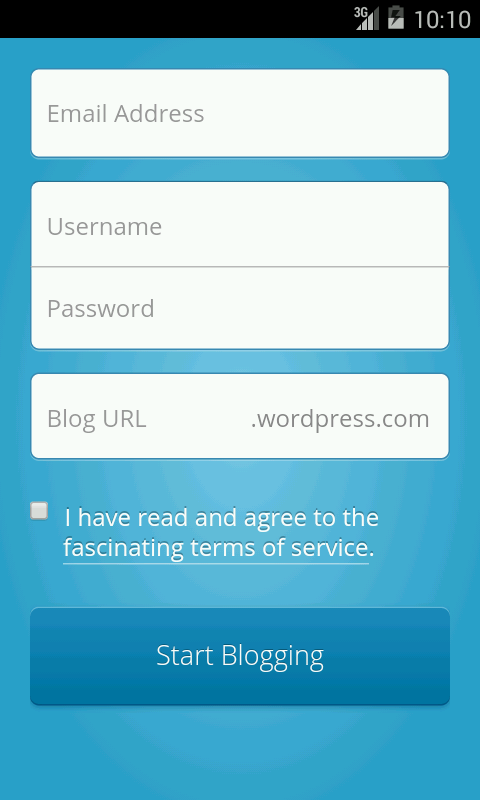 3G 10:10
Email Address
Username
Password
Blog URL .wordpress.com
I have read and agree to the
fascinating terms of service.
Start Blogging